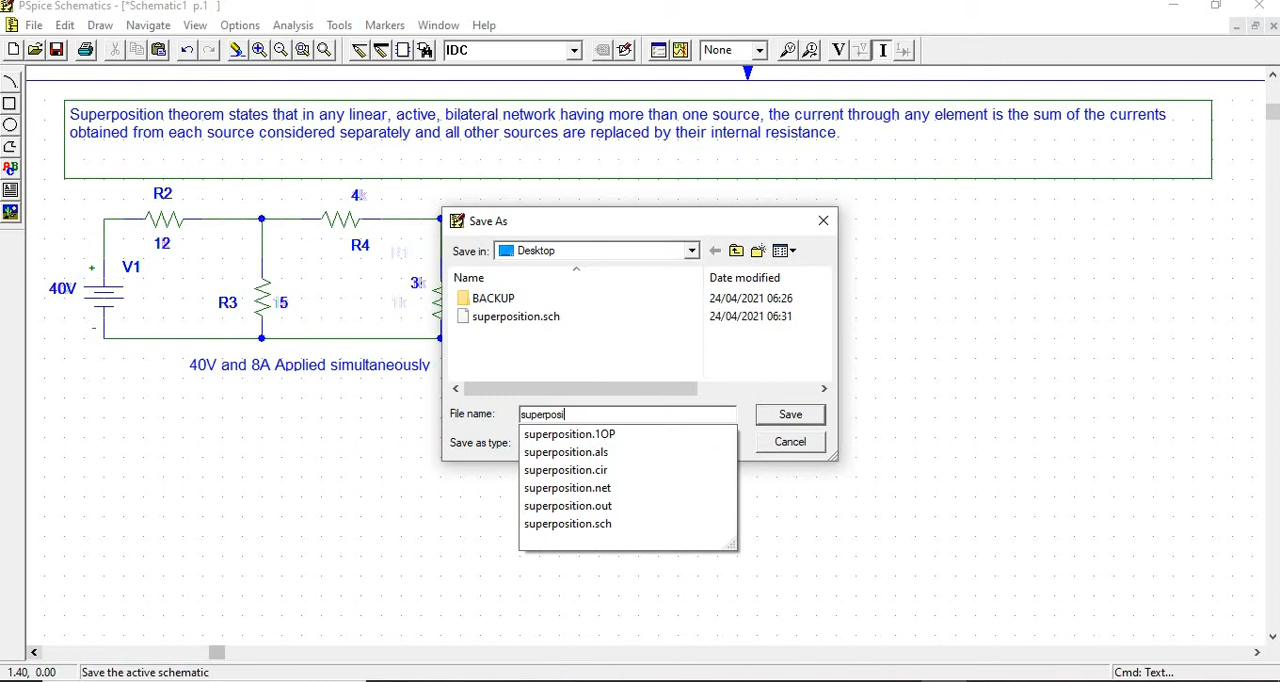 PSpice Schematics - [*Schematic1 p.1 ]
File Edit Draw Navigate View Options Analysis Tools Markers Window Help
IDC None V I
Superposition theorem states that in any linear, active, bilateral network having more than one source, the current through any element is the sum of the currents
obtained from each source considered separately and all other sources are replaced by their internal resistance.
R2 4k
12 R4 R1
V1
40V + - R3 15 3k 1k
40V and 8A Applied simultaneously
Save As
Save in: Desktop
Name Date modified
BACKUP 24/04/2021 06:26
superposition.sch 24/04/2021 06:31
File name: superposi Save
Save as type: Cancel
superposition.1OP
superposition.als
superposition.cir
superposition.net
superposition.out
superposition.sch
1.40, 0.00 Save the active schematic Cmd: Text...